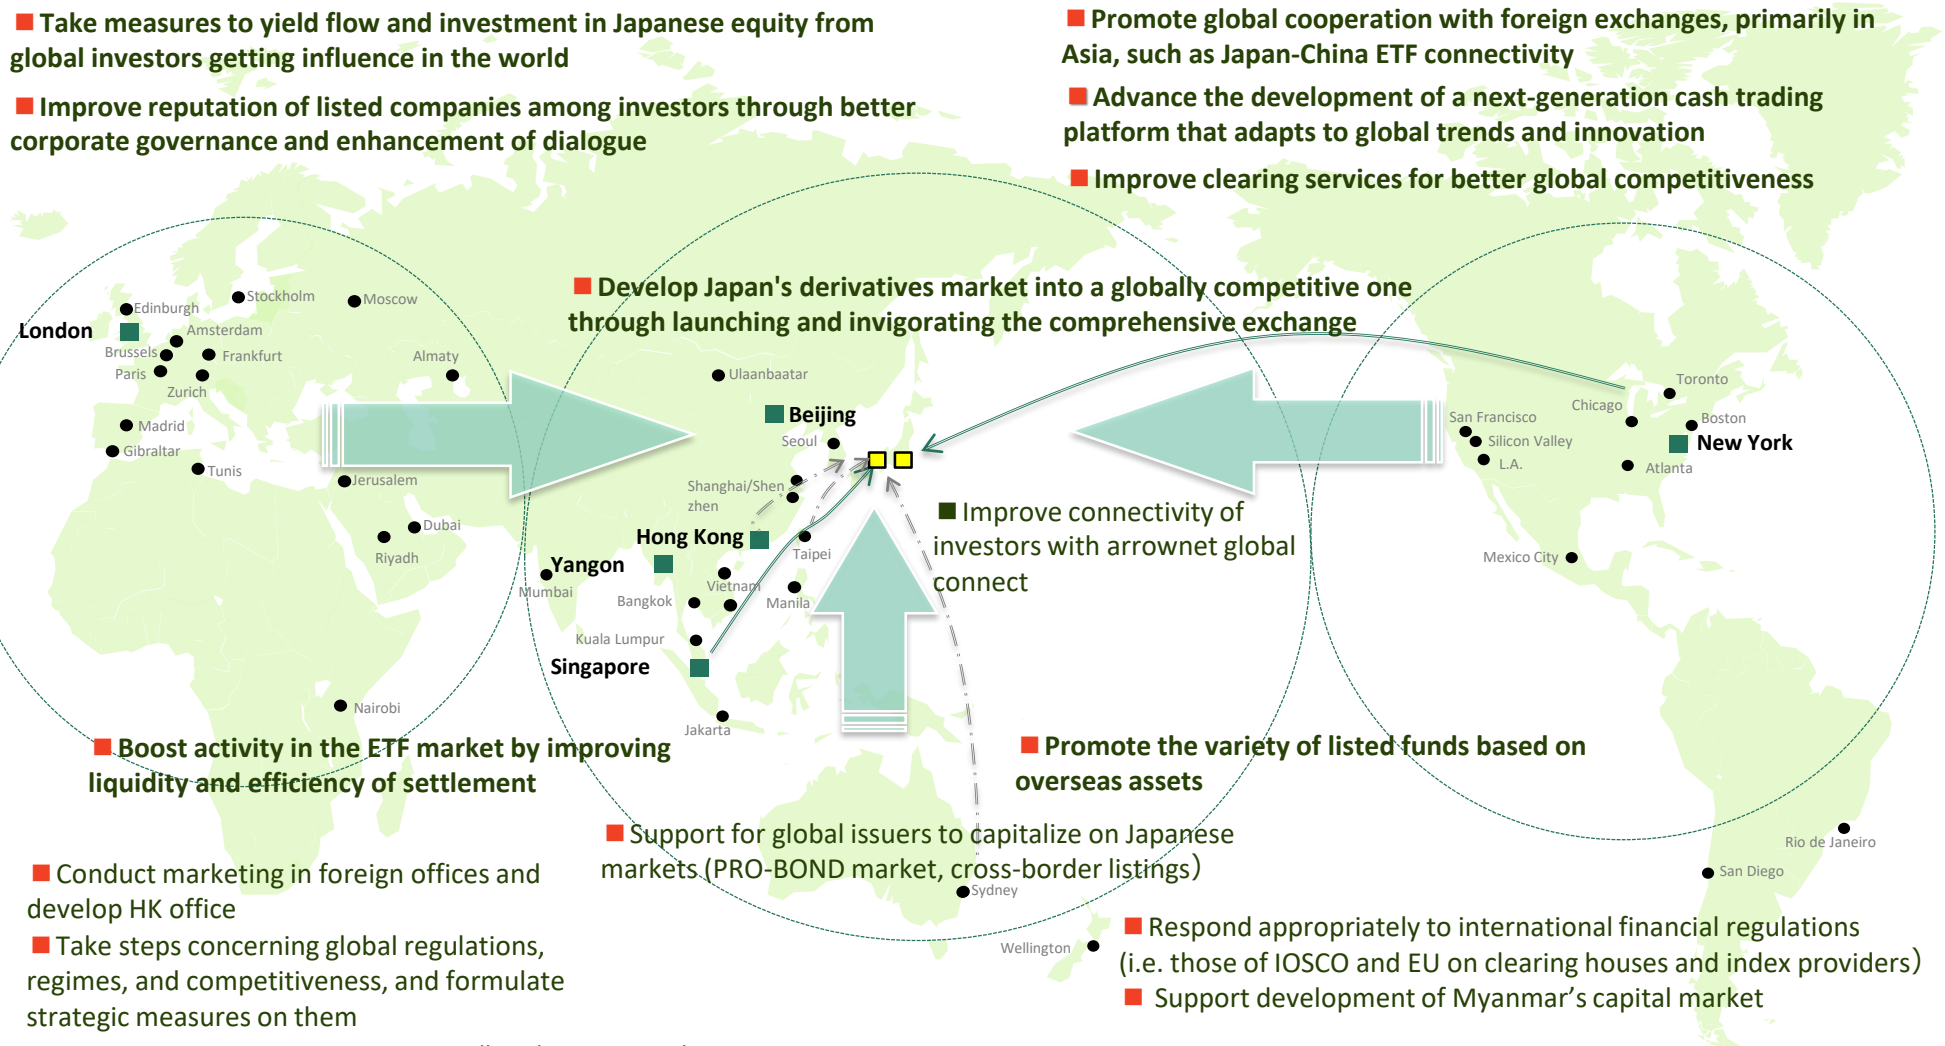 ■ Take measures to yield flow and investment in Japanese equity from
global investors getting influence in the world
■ Improve reputation of listed companies among investors through better
corporate governance and enhancement of dialogue
■ Promote global cooperation with foreign exchanges, primarily in
Asia, such as Japan-China ETF connectivity
■ Advance the development of a next-generation cash trading
platform that adapts to global trends and innovation
■ Improve clearing services for better global competitiveness
■ Develop Japan's derivatives market into a globally competitive one
through launching and invigorating the comprehensive exchange
Edinburgh
Stockholm
Moscow
London
Amsterdam
Brussels
Frankfurt
Paris
Zurich
Almaty
Madrid
Gibraltar
Tunis
Jerusalem
Dubai
Riyadh
Nairobi
Ulaanbaatar
Beijing
Seoul
Shanghai/Shen
zhen
Hong Kong
Taipei
Yangon
Mumbai
Vietnam
Bangkok
Manila
Kuala Lumpur
Singapore
Jakarta
■ Improve connectivity of
investors with arrownet global
connect
Toronto
Chicago
San Francisco
Boston
Silicon Valley
New York
L.A.
Atlanta
Mexico City
■ Boost activity in the ETF market by improving
liquidity and efficiency of settlement
■ Promote the variety of listed funds based on
overseas assets
■ Support for global issuers to capitalize on Japanese
markets (PRO-BOND market, cross-border listings）
Sydney
Wellington
Rio de Janeiro
San Diego
■ Conduct marketing in foreign offices and
develop HK office
■ Take steps concerning global regulations,
regimes, and competitiveness, and formulate
strategic measures on them
■ Respond appropriately to international financial regulations
(i.e. those of IOSCO and EU on clearing houses and index providers）
■ Support development of Myanmar’s capital market